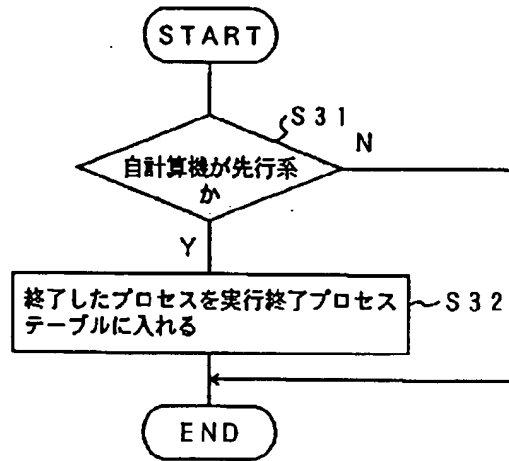 START
S31
N
自計算機が先行系
か
Y
終了したプロセスを実行終了プロセス
テーブルに入れる
S32
END